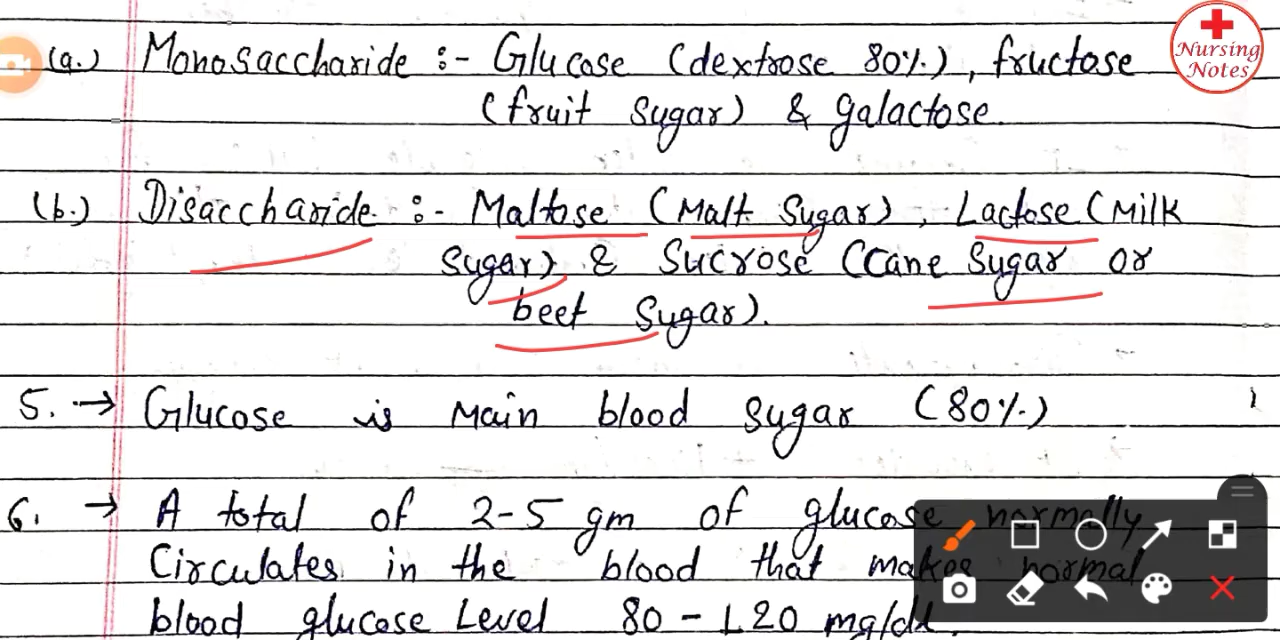 (a.) Monosaccharide :- Glucose (dextrose 80%), fructose
(fruit sugar) & galactose.
(b.) Disaccharide :- Maltose (Malt Sugar), Lactose (Milk
Sugar) & Sucrose (Cane Sugar or
beet Sugar).
5. → Glucose is Main blood sugar (80%)
6. → A total of 2-5 gm of glucose normally
Circulates in the blood that makes normal
blood glucose Level 80 - 120 mg/dl.
Nursing
Notes